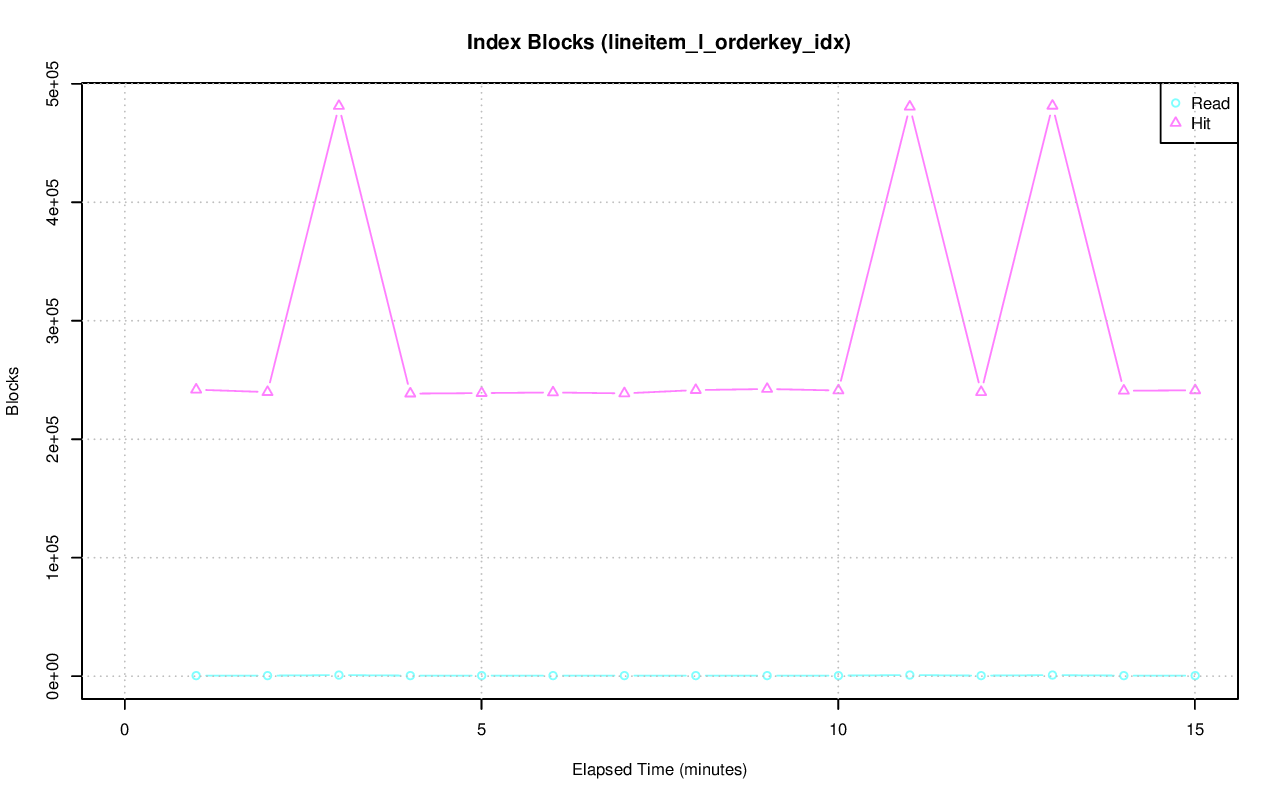 Index Blocks (lineitem_l_orderkey_idx)
5e+05
4e+05
3e+05
2e+05
1e+05
0e+00
Blocks
Read
Hit
0 5 10 15
Elapsed Time (minutes)